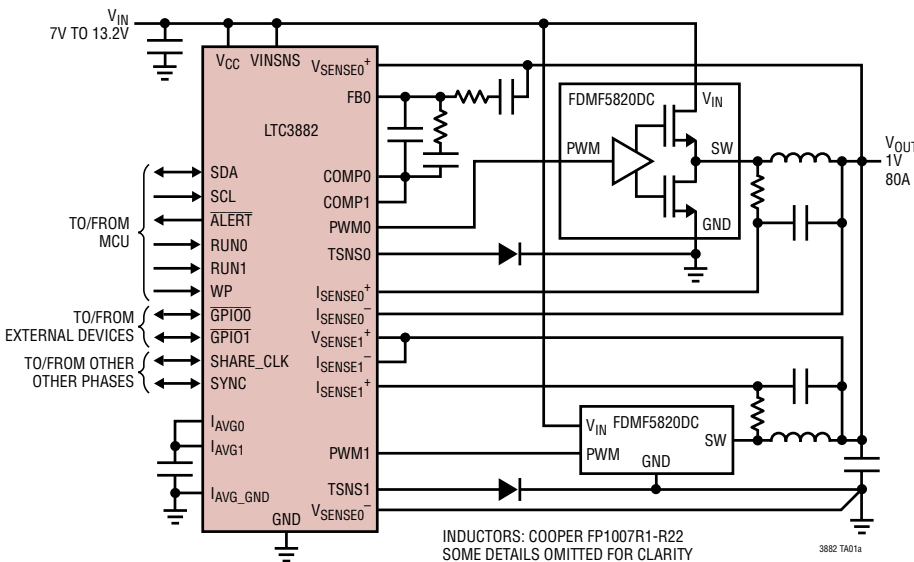 VIN
7V TO 13.2V
VCC
VINSNS
VSENSE0+
FB0
LTC3882
COMP0
COMP1
PWM0
TSNS0
ISENSE0+
ISENSE0−
VSENSE1+
ISENSE1−
ISENSE1+
PWM1
TSNS1
VSENSE0−
GND
TO/FROM
MCU
SDA
SCL
ALERT
RUN0
RUN1
WP
TO/FROM
EXTERNAL DEVICES
GPIO0
GPIO1
TO/FROM OTHER
OTHER PHASES
SHARE_CLK
SYNC
IAVG0
IAVG1
IAVG_GND
FDMF5820DC
VIN
PWM
SW
GND
VOUT
1V
80A
VIN
FDMF5820DC
SW
PWM
GND
INDUCTORS: COOPER FP1007R1-R22
SOME DETAILS OMITTED FOR CLARITY
3882 TA01a